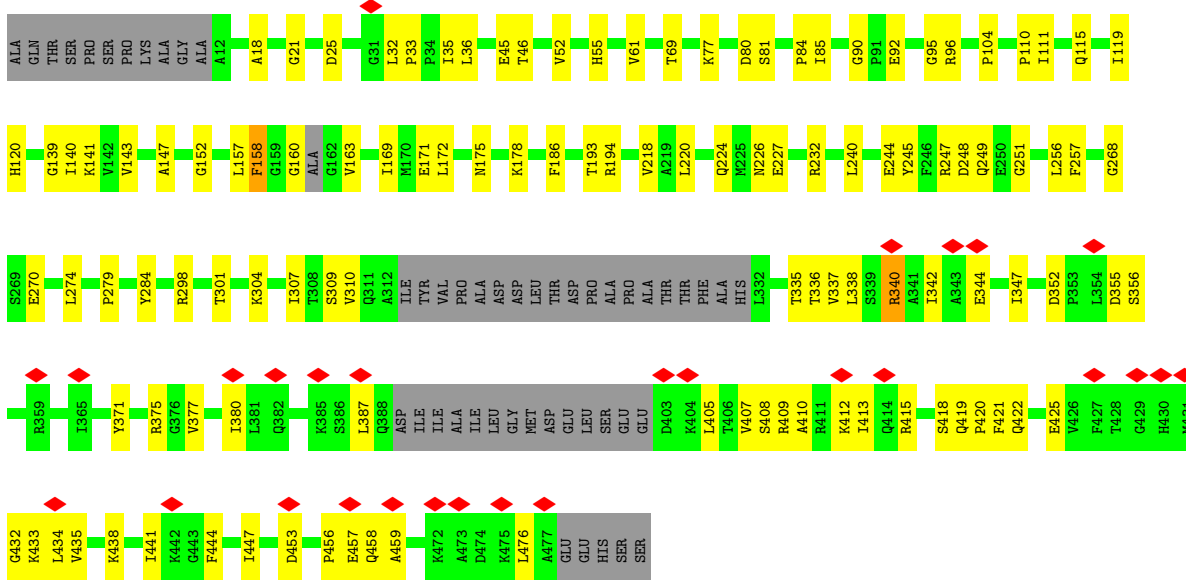 ALA GLN THR SER PRO SER PRO LYS ALA GLY ALA A12 A18 G21 D25 G31 L32 P33 P34 I35 L36 E45 T46 V52 H55 V61 T69 K77 D80 S81 P84 I85 G90 P91 E92 G95 R96 P104 P110 I111 Q115 I119
H120 G139 I140 K141 V142 V143 A147 G152 L157 F158 G159 G160 ALA G162 V163 I169 M170 E171 L172 N175 K178 F186 T193 R194 V218 A219 L220 Q224 M225 N226 E227 R232 L240 E244 Y245 F246 R247 D248 Q249 E250 G251 L256 F257 G268
S269 E270 L274 P279 Y284 R298 T301 K304 I307 T308 S309 V310 Q311 A312 ILE TYR VAL PRO ALA ASP ASP LEU THR ASP PRO ALA PRO ALA THR THR PHE ALA HIS L332 T335 T336 V337 L338 S339 R340 A341 I342 A343 E344 I347 D352 P353 L354 D355 S356
R359 I365 Y371 R375 G376 V377 I380 L381 Q382 K385 S386 L387 Q388 ASP ILE ILE ALA ILE LEU GLY MET ASP GLU LEU SER GLU GLU D403 K404 L405 T406 V407 S408 R409 A410 R411 K412 I413 Q414 R415 S418 Q419 P420 F421 Q422 E425 V426 F427 T428 G429 H430 M431
G432 K433 L434 V435 K438 I441 K442 G443 F444 I447 D453 P456 E457 Q458 A459 K472 A473 D474 K475 L476 A477 GLU GLU HIS SER SER